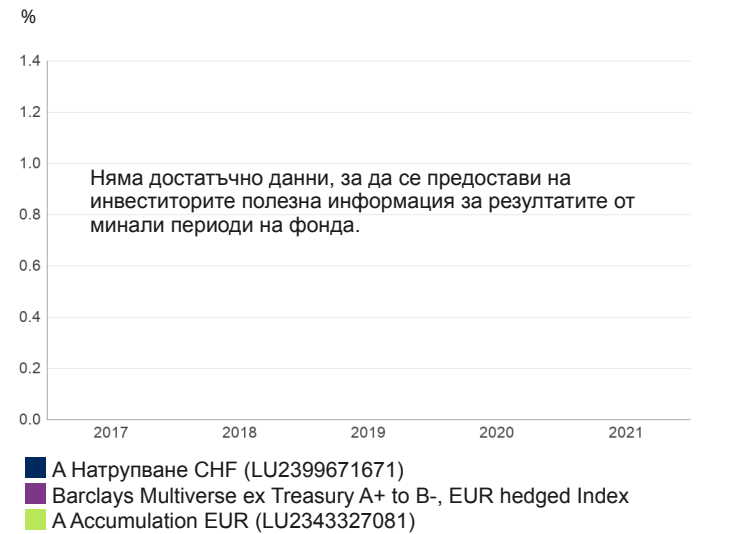 %
1.4
1.2
1.0
Няма достатъчно данни, за да се предостави на
инвеститорите полезна информация за резултатите от
0.8
минали периоди на фонда.
0.6
0.4
0.2
0.0
2017 2018 2019 2020 2021
А Натрупване CHF (LU2399671671)
Barclays Multiverse ex Treasury A+ to B-, EUR hedged Index
A Accumulation EUR (LU2343327081)